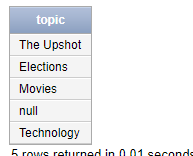 topic
The Upshot
Elections
Movies
null
Technology
5 rows returned in 0.01 seconds